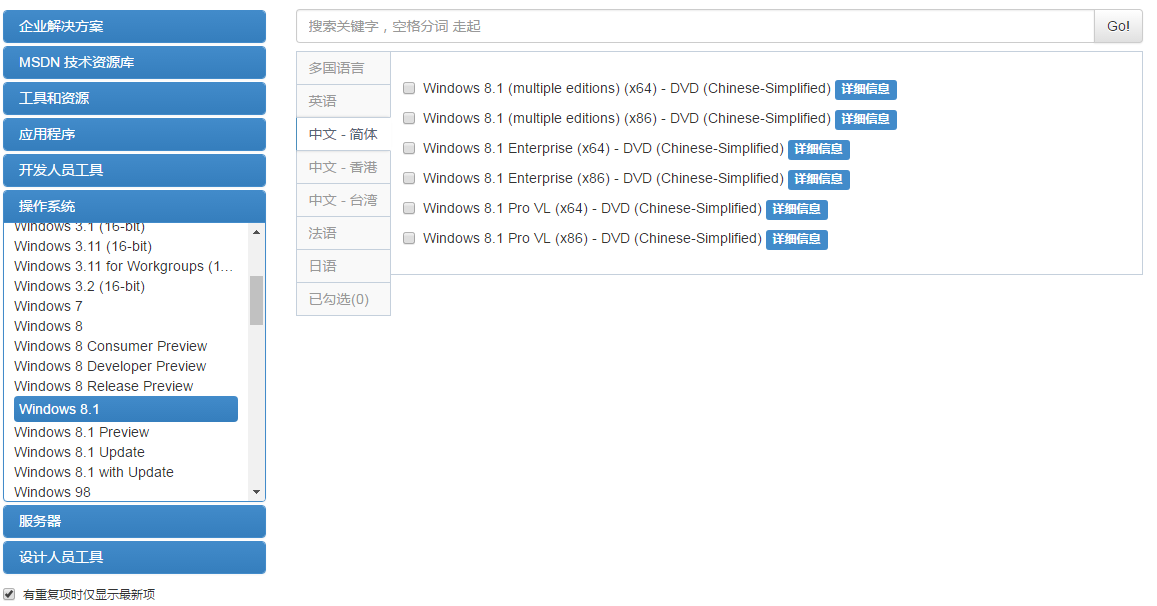 企业解决方案
MSDN 技术资源库
工具和资源
应用程序
开发人员工具
操作系统
Windows 3.1 (16-bit)
Windows 3.11 (16-bit)
Windows 3.11 for Workgroups (1...
Windows 3.2 (16-bit)
Windows 7
Windows 8
Windows 8 Consumer Preview
Windows 8 Developer Preview
Windows 8 Release Preview
Windows 8.1
Windows 8.1 Preview
Windows 8.1 Update
Windows 8.1 with Update
Windows 98
服务器
设计人员工具
有重复项时仅显示最新项
搜索关键字，空格分词 走起
Go!
多国语言
英语
中文 - 简体
中文 - 香港
中文 - 台湾
法语
日语
已勾选(0)
Windows 8.1 (multiple editions) (x64) - DVD (Chinese-Simplified) 详细信息
Windows 8.1 (multiple editions) (x86) - DVD (Chinese-Simplified) 详细信息
Windows 8.1 Enterprise (x64) - DVD (Chinese-Simplified) 详细信息
Windows 8.1 Enterprise (x86) - DVD (Chinese-Simplified) 详细信息
Windows 8.1 Pro VL (x64) - DVD (Chinese-Simplified) 详细信息
Windows 8.1 Pro VL (x86) - DVD (Chinese-Simplified) 详细信息